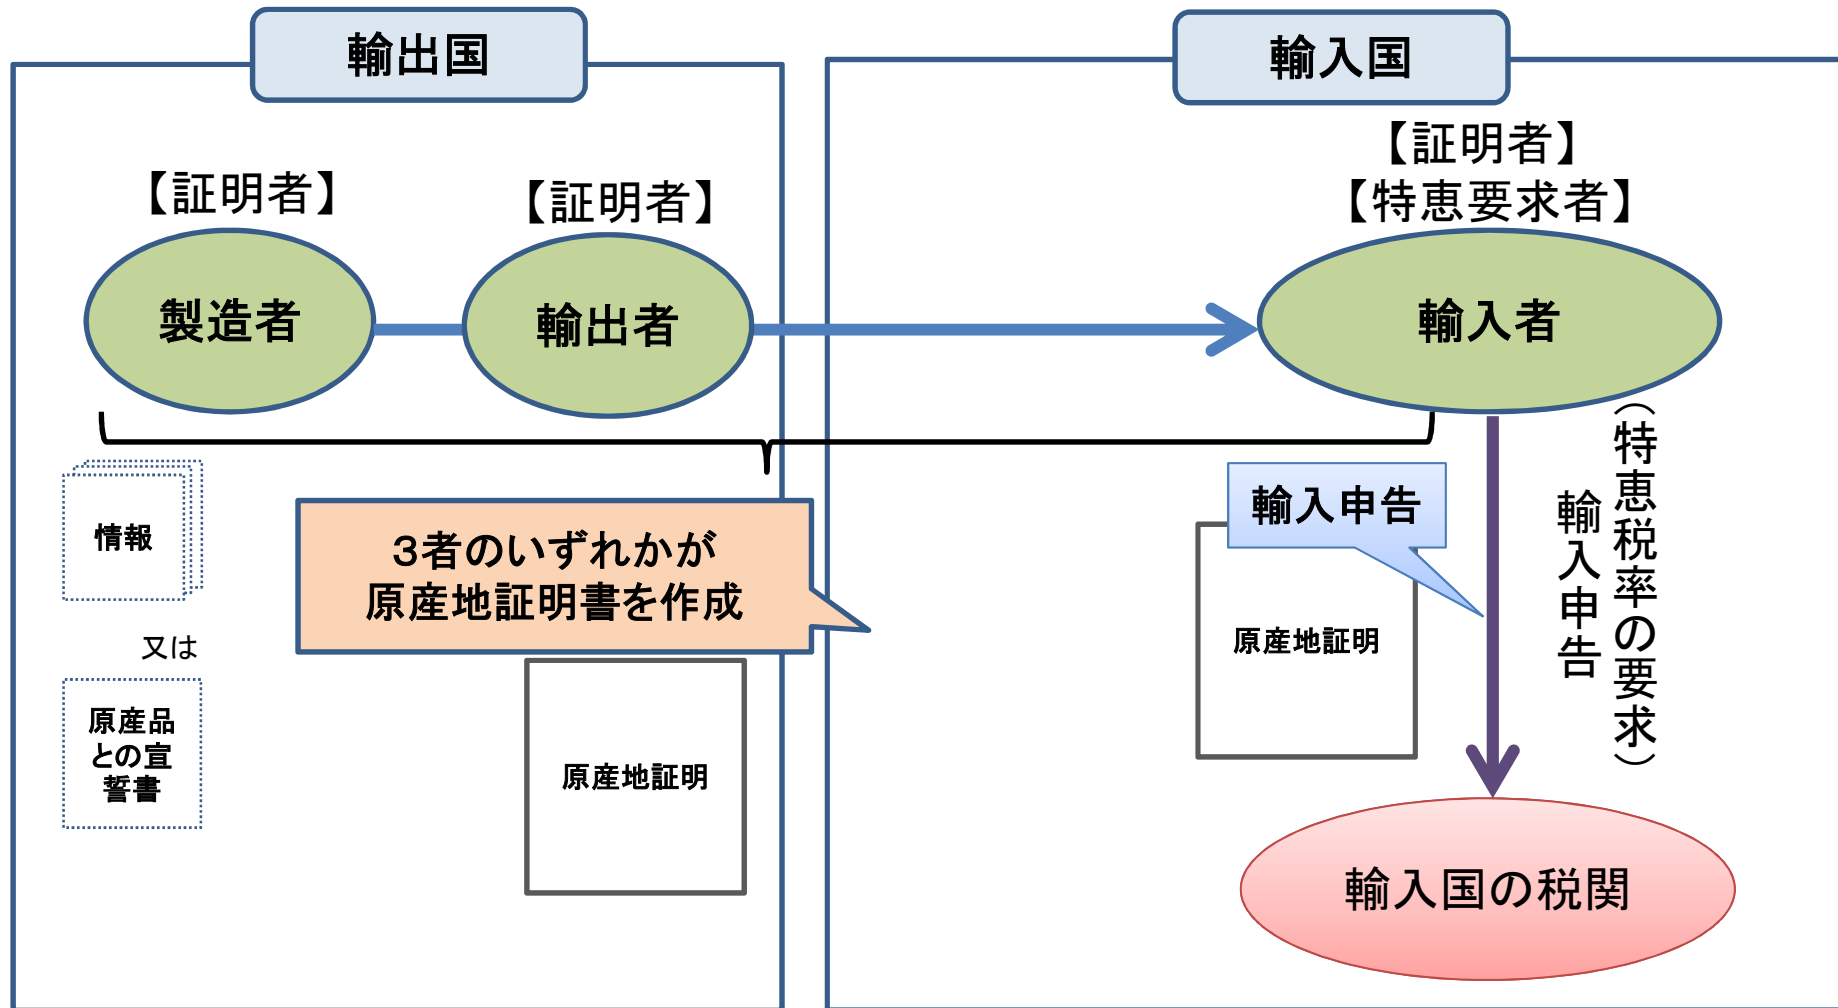 輸出国
輸入国
【証明者】
【証明者】
【証明者】
【特恵要求者】
製造者
輸出者
輸入者
情報
又は
原産品
との宣
誓書
３者のいずれかが
原産地証明書を作成
原産地証明
輸入申告
原産地証明
輸入申告
（特恵税率の要求）
輸入国の税関